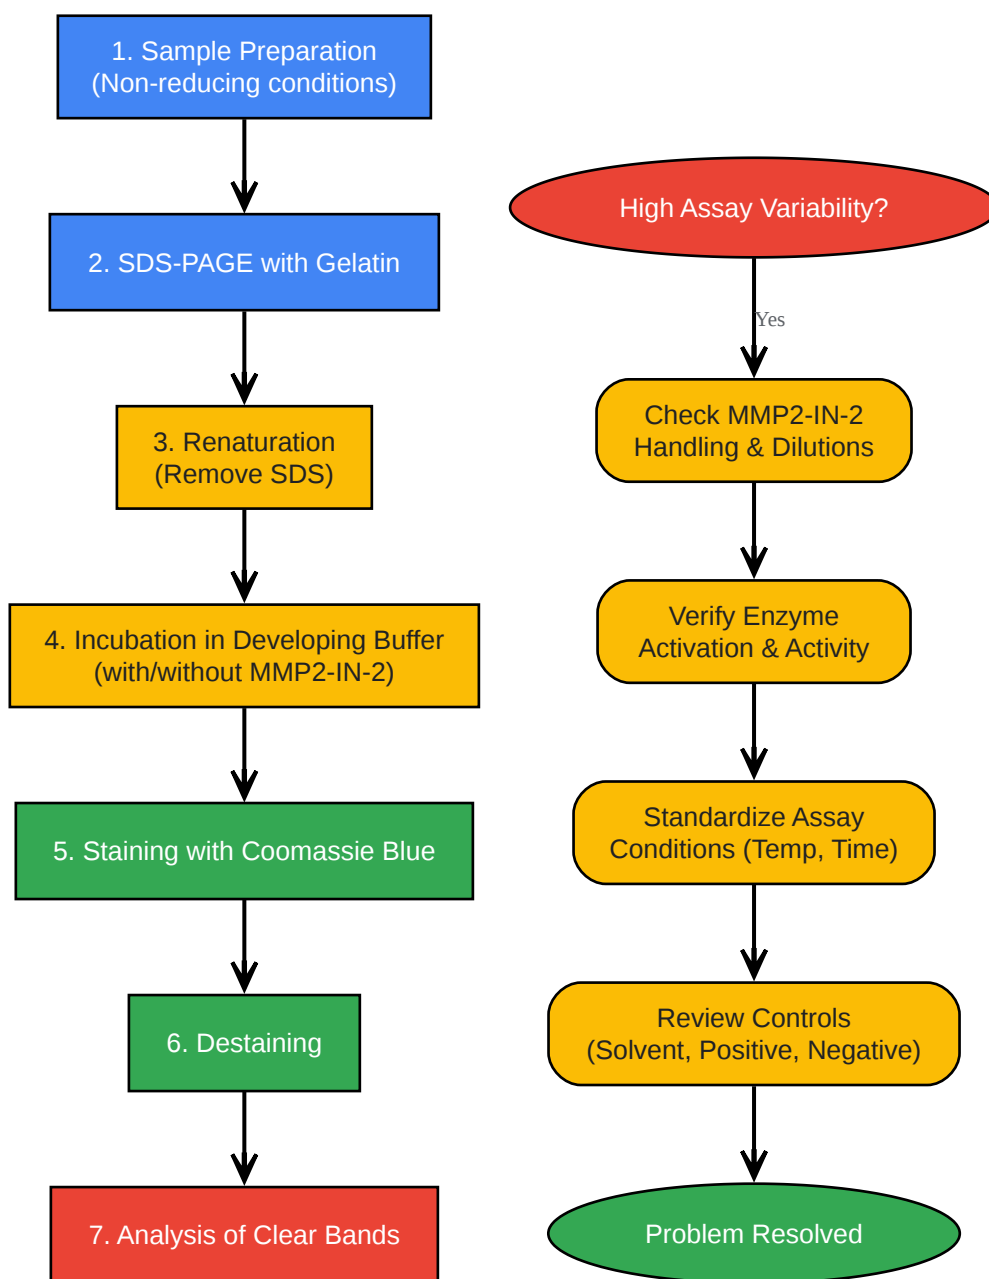 1. Sample Preparation
(Non-reducing conditions)
2. SDS-PAGE with Gelatin
3. Renaturation
(Remove SDS)
4. Incubation in Developing Buffer
(with/without MMP2-IN-2)
5. Staining with Coomassie Blue
6. Destaining
7. Analysis of Clear Bands
High Assay Variability?
Yes
Check MMP2-IN-2
Handling & Dilutions
Verify Enzyme
Activation & Activity
Standardize Assay
Conditions (Temp, Time)
Review Controls
(Solvent, Positive, Negative)
Problem Resolved